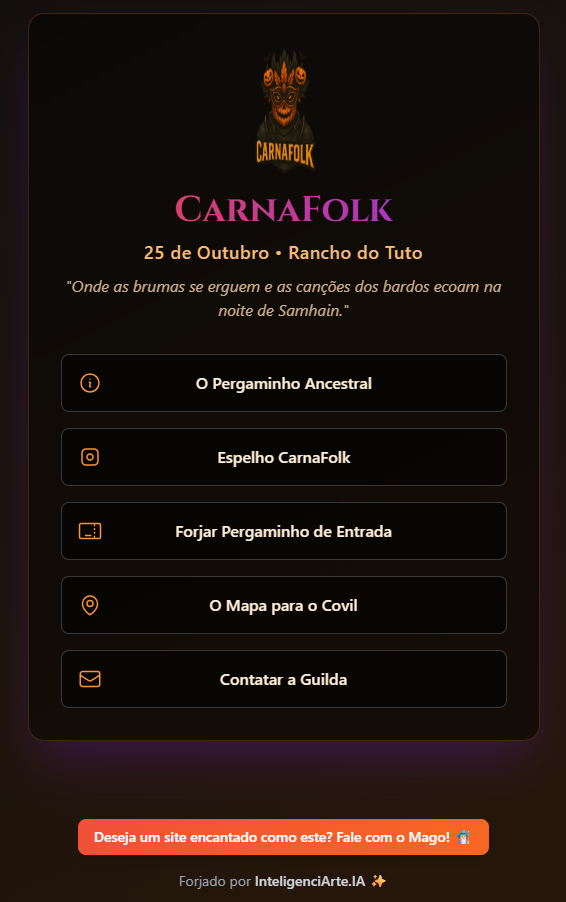 CARNAFOLK
CarnaFolk
25 de Outubro • Rancho do Tuto
"Onde as brumas se erguem e as canções dos bardos ecoam na
noite de Samhain."
O Pergaminho Ancestral
Espelho CarnaFolk
Forjar Pergaminho de Entrada
O Mapa para o Covil
Contatar a Guilda
Deseja um site encantado como este? Fale com o Mago!
Forjado por InteligenciArte.IA ✨